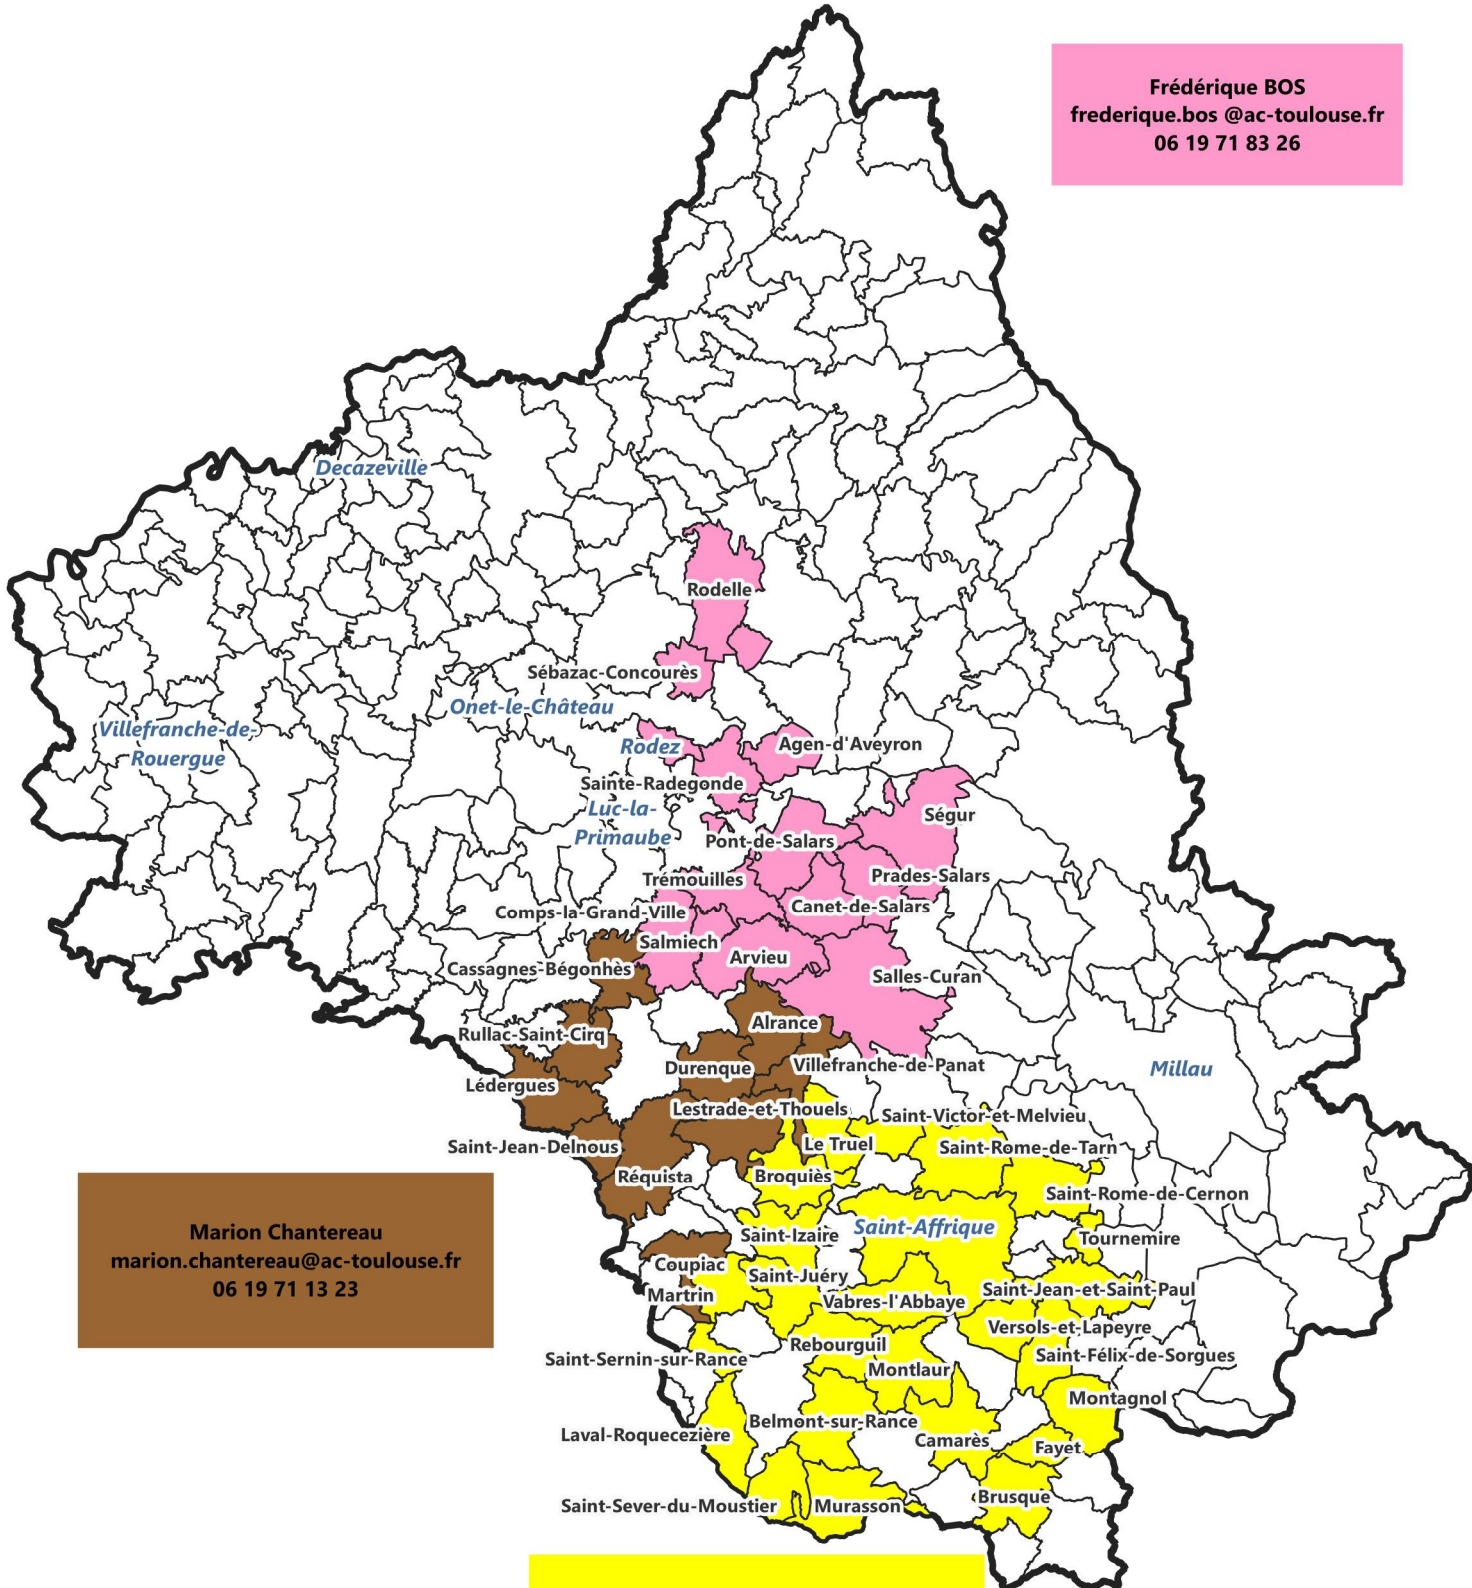 Frédérique BOS
frederique.bos @ac-toulouse.fr
06 19 71 83 26
Decazeville
Rodelle
Sébazac-Concourès
Onet-le-Château
Villefranche-de-
Rouergue
Rodez
Agen-d'Aveyron
Sainte-Radegonde
Luc-la-
Primaube
Ségur
Pont-de-Salars
Trémouilles
Prades-Salars
Canet-de-Salars
Comps-la-Grand-Ville
Salmiech
Arvieu
Cassagnes-Bégonhès
Salles-Curan
Alrance
Rullac-Saint-Cirq
Durenque
Villefranche-de-Panat
Millau
Lédergues
Lestrade-et-Thouels
Saint-Victor-et-Melvieu
Saint-Jean-Delnous
Le Truel
Saint-Rome-de-Tarn
Réquista
Broquiès
Saint-Rome-de-Cernon
Marion Chantereau
marion.chantereau@ac-toulouse.fr
06 19 71 13 23
Saint-Izaire
Saint-Affrique
Tournemire
Coupiac
Saint-Juéry
Martrin
Vabres-l'Abbaye
Saint-Jean-et-Saint-Paul
Versols-et-Lapeyre
Rebourguil
Saint-Sernin-sur-Rance
Montlaur
Saint-Félix-de-Sorgues
Montagnol
Laval-Roquecezière
Belmont-sur-Rance
Camarès
Fayet
Saint-Sever-du-Moustier
Murasson
Brusque